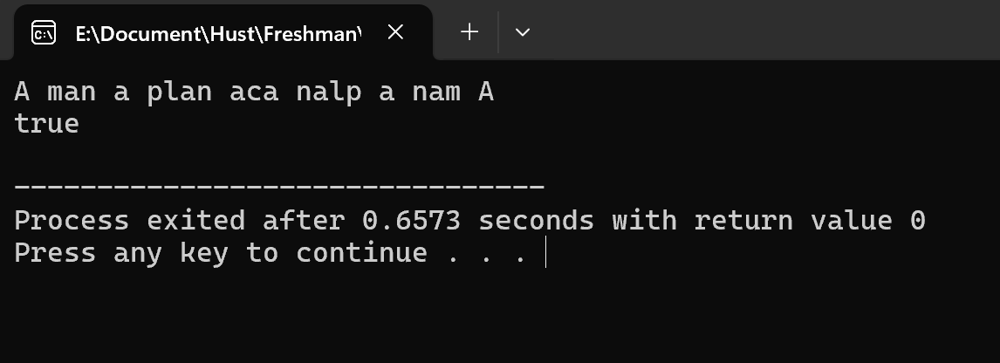 E:\Document\Hust\Freshman\
A man a plan aca nalp a nam A
true
--------------------------------
Process exited after 0.6573 seconds with return value 0
Press any key to continue . . .